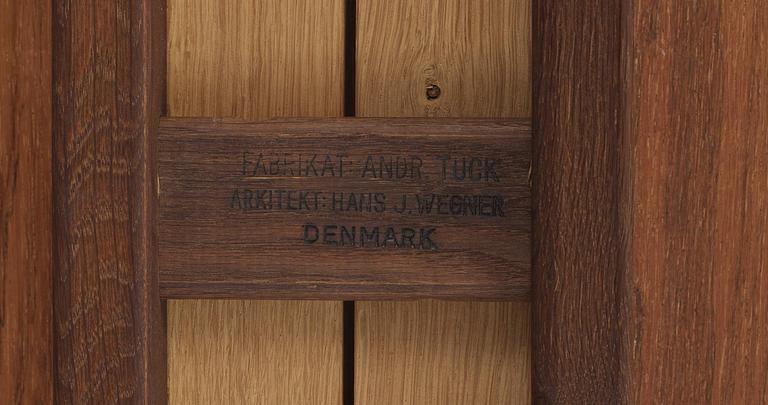 FABRIKAT: ANDR. TUCK
ARKITEKT: HANS J. WEGNER
DENMARK